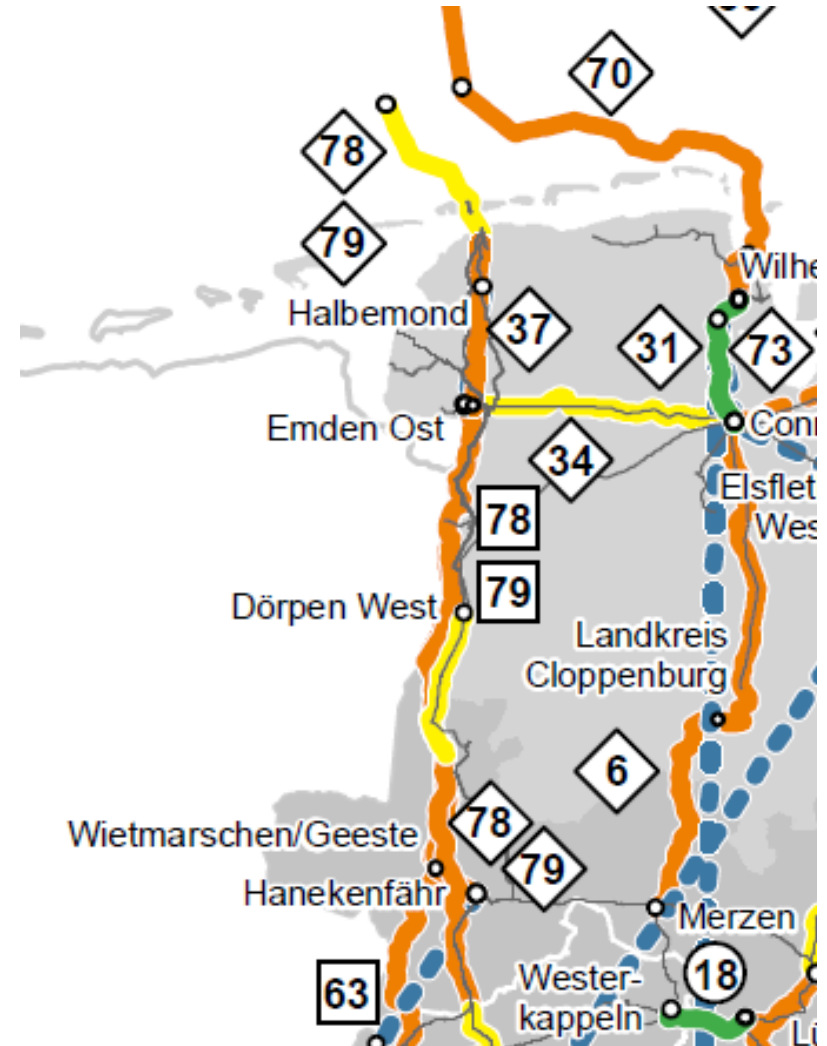 70
78
79
Wilhe
Halbemond
37
31
73
Emden Ost
Conn
34
Elsflet
78
Wes
79
Dörpen West
Landkreis
Cloppenburg
6
78
Wietmarschen/Geeste
79
Hanekenfähr
Merzen
63
Wester-
kappeln
18
Lü